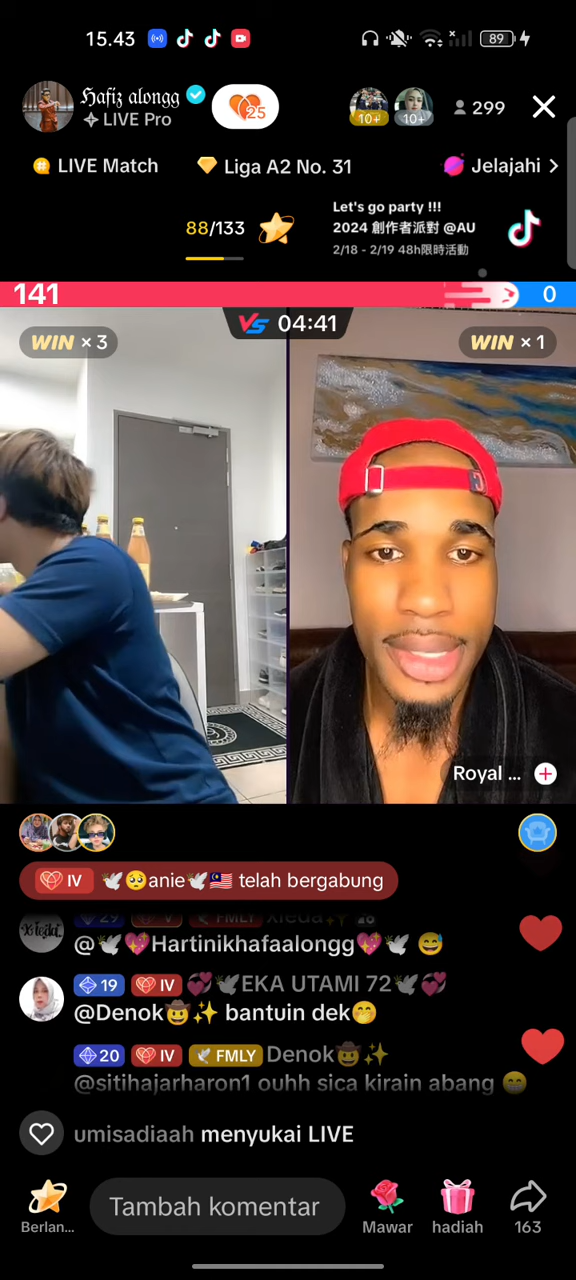 15.43
89
Hafiz alongg
LIVE Pro
25
10+
10+
299
LIVE Match
Liga A2 No. 31
Jelajahi >
88/133
Let's go party !!!
2024 創作者派對 @AU
2/18 - 2/19 48h限時活動
141
0
VS 04:41
WIN × 3
WIN × 1
Royal ...
IV 🕊️🥺anie🕊️🇲🇾 telah bergabung
29 V FMLY
@🕊️💖Hartinikhafaalongg💖🕊️ 😅
19 IV 💞🕊️EKA UTAMI 72🕊️💞
@Denok🤠✨ bantuin dek🤭
20 IV FMLY Denok🤠✨
@sitihajarharon1 ouhh sica kirain abang 😁
umisadiaah menyukai LIVE
Berlan...
Tambah komentar
Mawar
hadiah
163